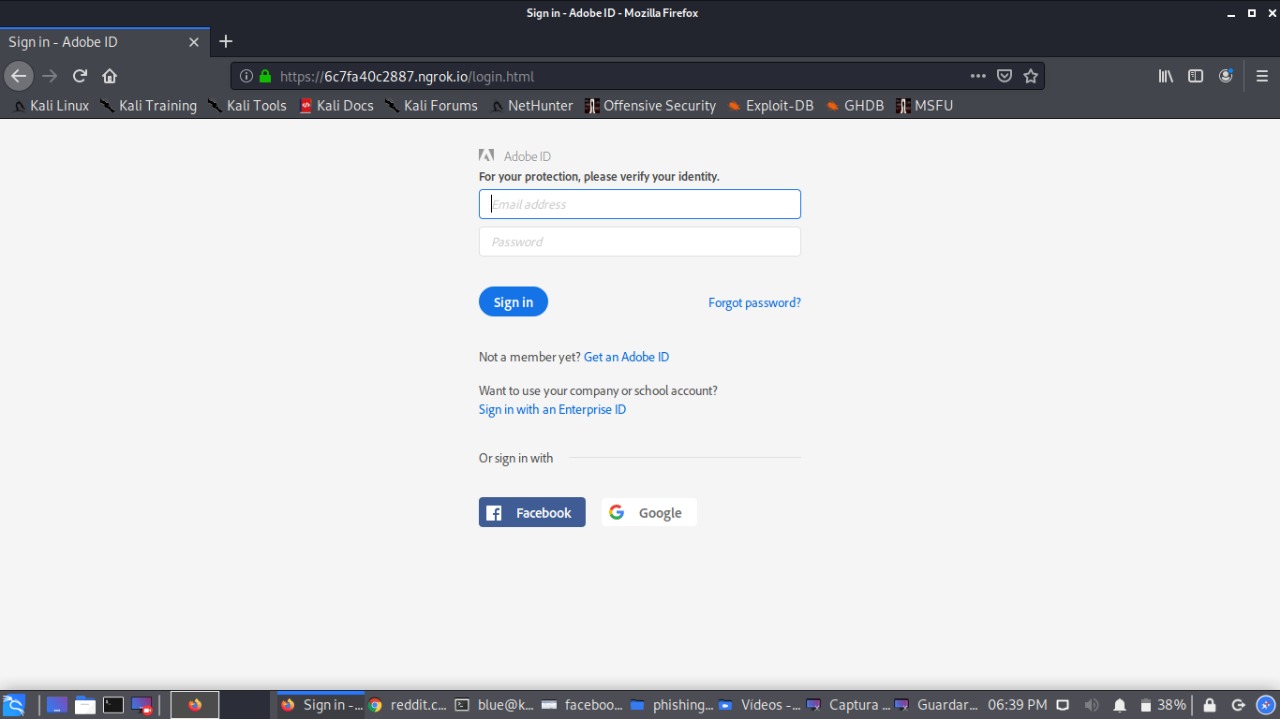 Sign in - Adobe ID - Mozilla Firefox
Sign in - Adobe ID
https://6c7fa40c2887.ngrok.io/login.html
Kali Linux Kali Training Kali Tools Kali Docs Kali Forums NetHunter Offensive Security Exploit-DB GHDB MSFU
Adobe ID
For your protection, please verify your identity.
Email address
Password
Sign in Forgot password?
Not a member yet? Get an Adobe ID
Want to use your company or school account?
Sign in with an Enterprise ID
Or sign in with
Facebook Google
Sign in -... reddit.c... blue@k... faceboo... phishing... Videos -... Captura ... Guardar... 06:39 PM 38%